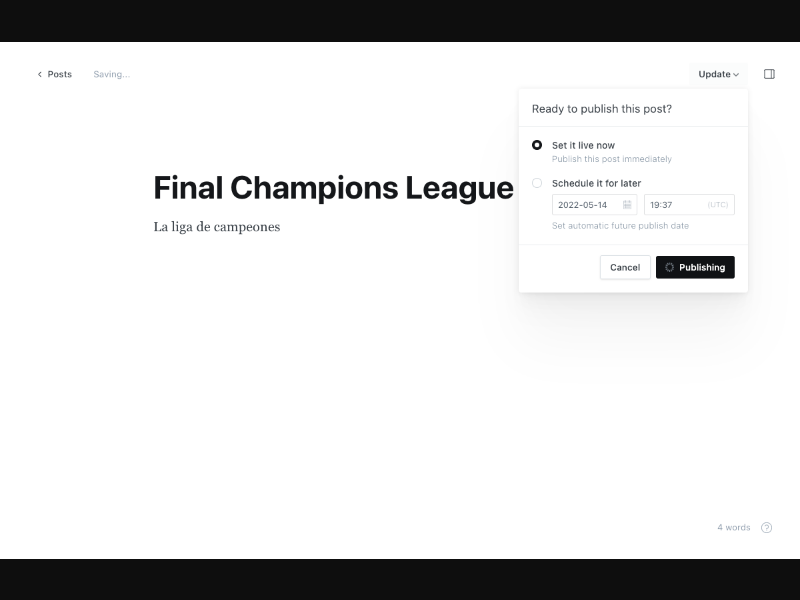 Posts
Saving...
Update
Ready to publish this post?
Set it live now
Publish this post immediately
Final Champions League
Schedule it for later
2022-05-14
19:37
(UTC)
La liga de campeones
Set automatic future publish date
Cancel
Publishing
4 words
?